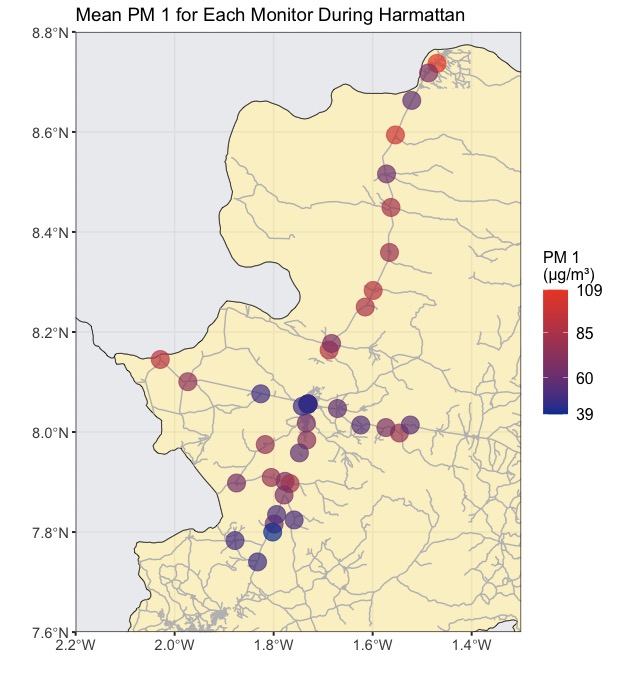 Mean PM 1 for Each Monitor During Harmattan
8.8°N
8.6°N
8.4°N
8.2°N
8.0°N
7.8°N
7.6°N
2.2°W
2.0°W
1.8°W
1.6°W
1.4°W
PM 1
(μg/m³)
109
85
60
39